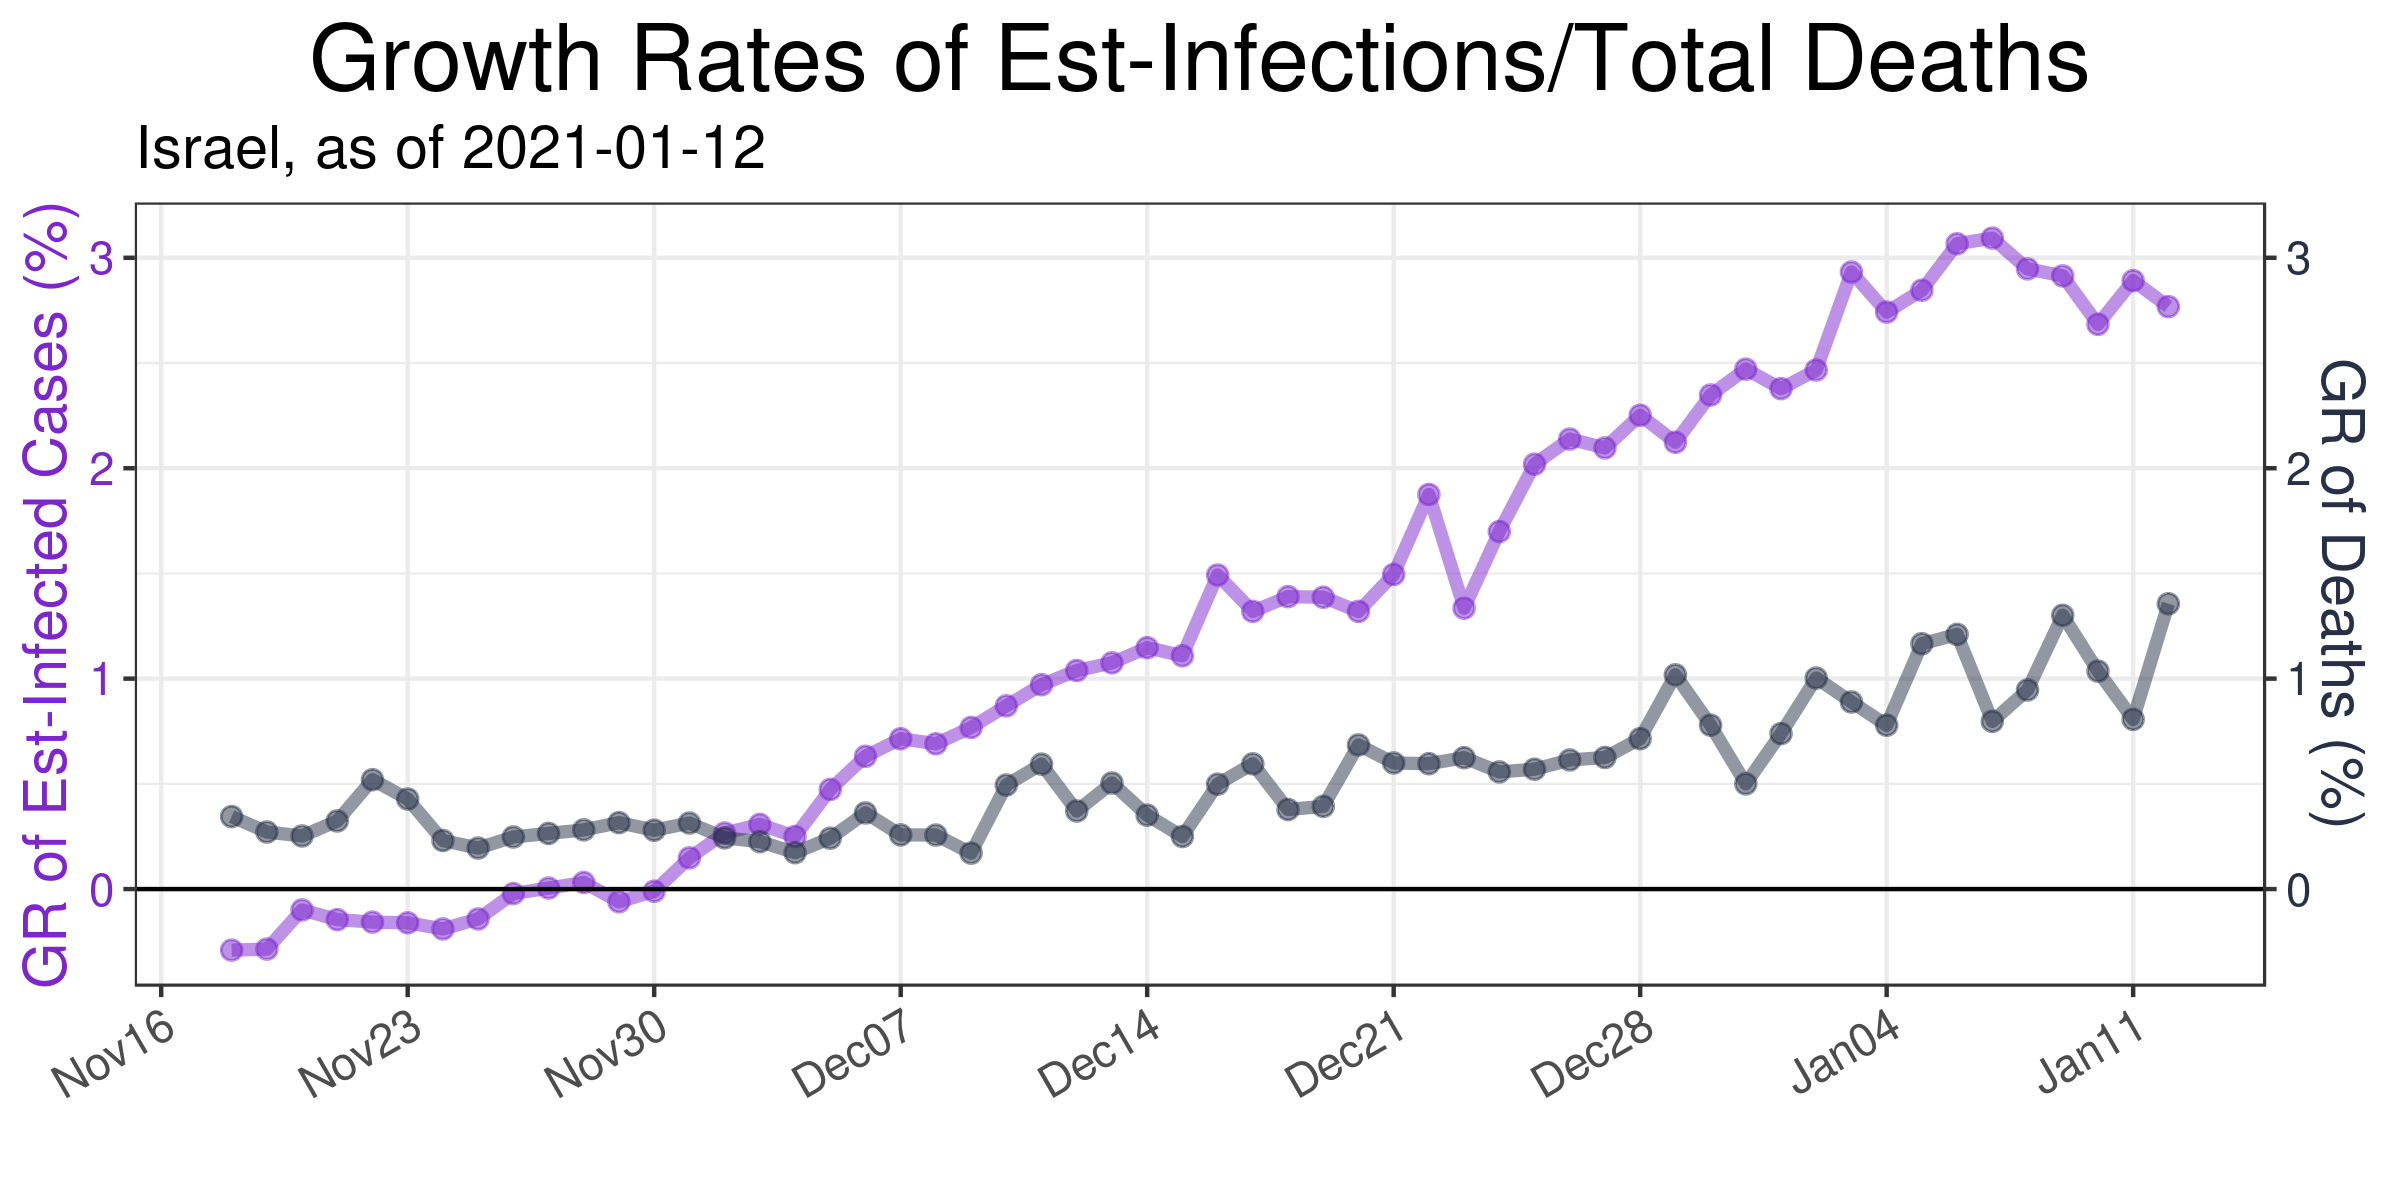 Growth Rates of Est-Infections/Total Deaths
Israel, as of 2021-01-12
GR of Est-Infected Cases (%)
3
2
1
0
3
2
1
0
GR of Deaths (%)
Nov16
Nov23
Nov30
Dec07
Dec14
Dec21
Dec28
Jan04
Jan11